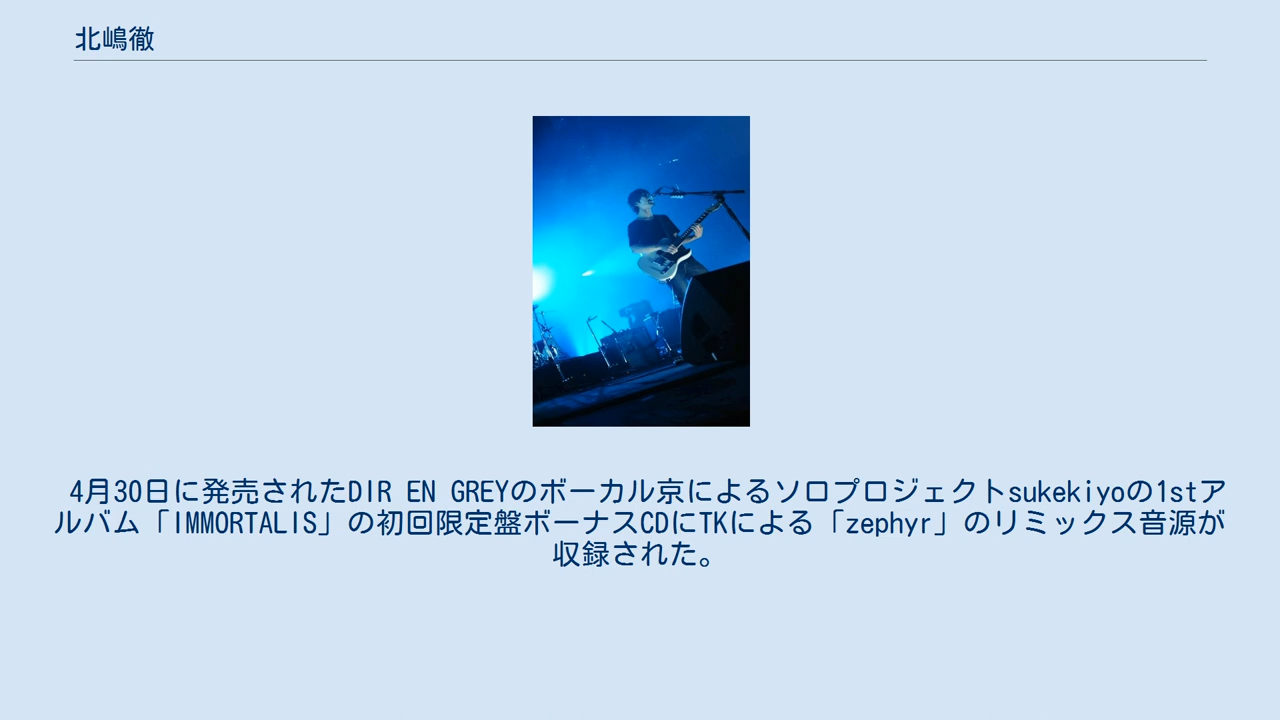 北嶋徹
4月30日に発売されたDIR EN GREYのボーカル京によるソロプロジェクトsukekiyoの1stア
ルバム「IMMORTALIS」の初回限定盤ボーナスCDにTKによる「zephyr」のリミックス音源が
収録された。